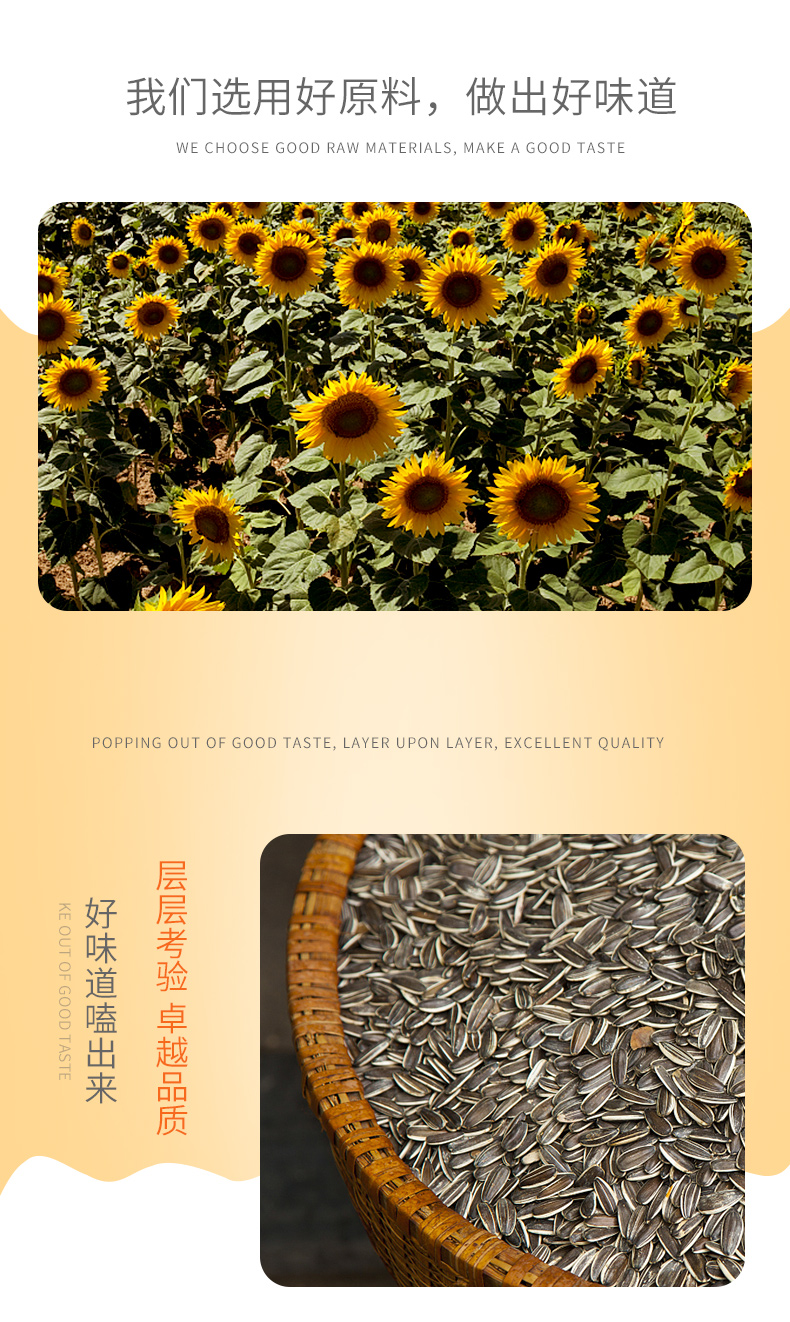 我们选用好原料，做出好味道
WE CHOOSE GOOD RAW MATERIALS, MAKE A GOOD TASTE
POPPING OUT OF GOOD TASTE, LAYER UPON LAYER, EXCELLENT QUALITY
层层考验 卓越品质
好味道嗑出来
KE OUT OF GOOD TASTE